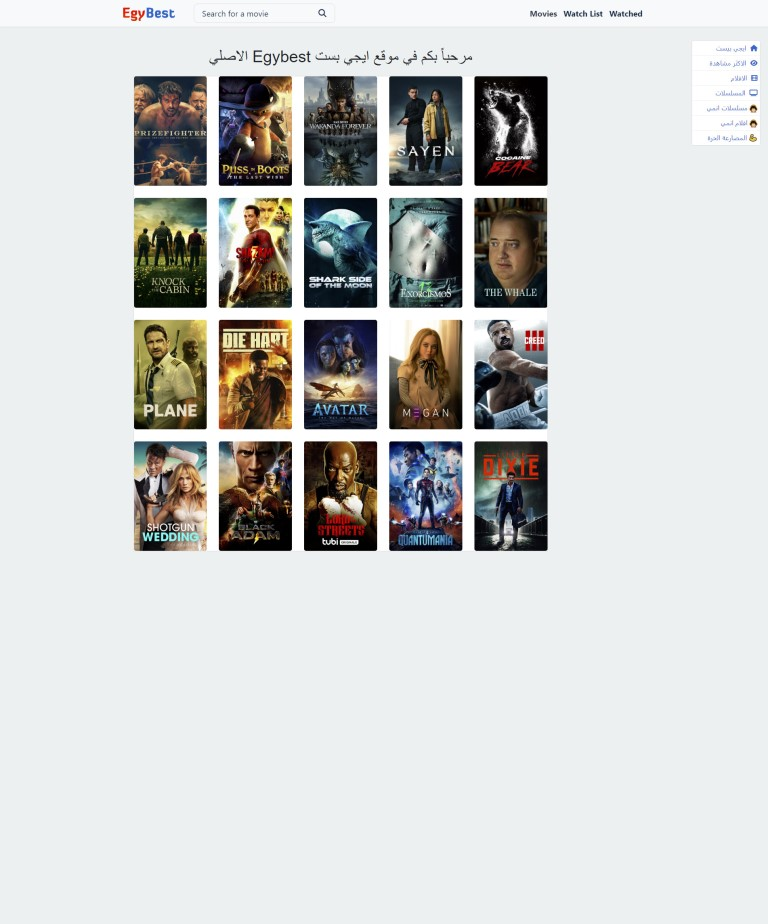 EgyBest
Search for a movie
Movies Watch List Watched
مرحباً بكم في موقع ايجي بست Egybest الاصلي
ايجي بيست
الاكثر مشاهدة
الافلام
المسلسلات
مسلسلات انمي
افلام انمي
المصارعة الحرة
PRIZEFIGHTER
PUSS IN BOOTS
THE LAST WISH
WAKANDA FOREVER
SAYEN
COCAINE
BEAR
KNOCK
AT THE
CABIN
SHAZAM
SHARK SIDE
OF THE MOON
EXORCISMOS
THE WHALE
PLANE
DIE HART
AVATAR
M3GAN
CREED
III
SHOTGUN
WEDDING
BLACK
ADAM
STREETS
tubi
QUANTUMANIA
DIXIE